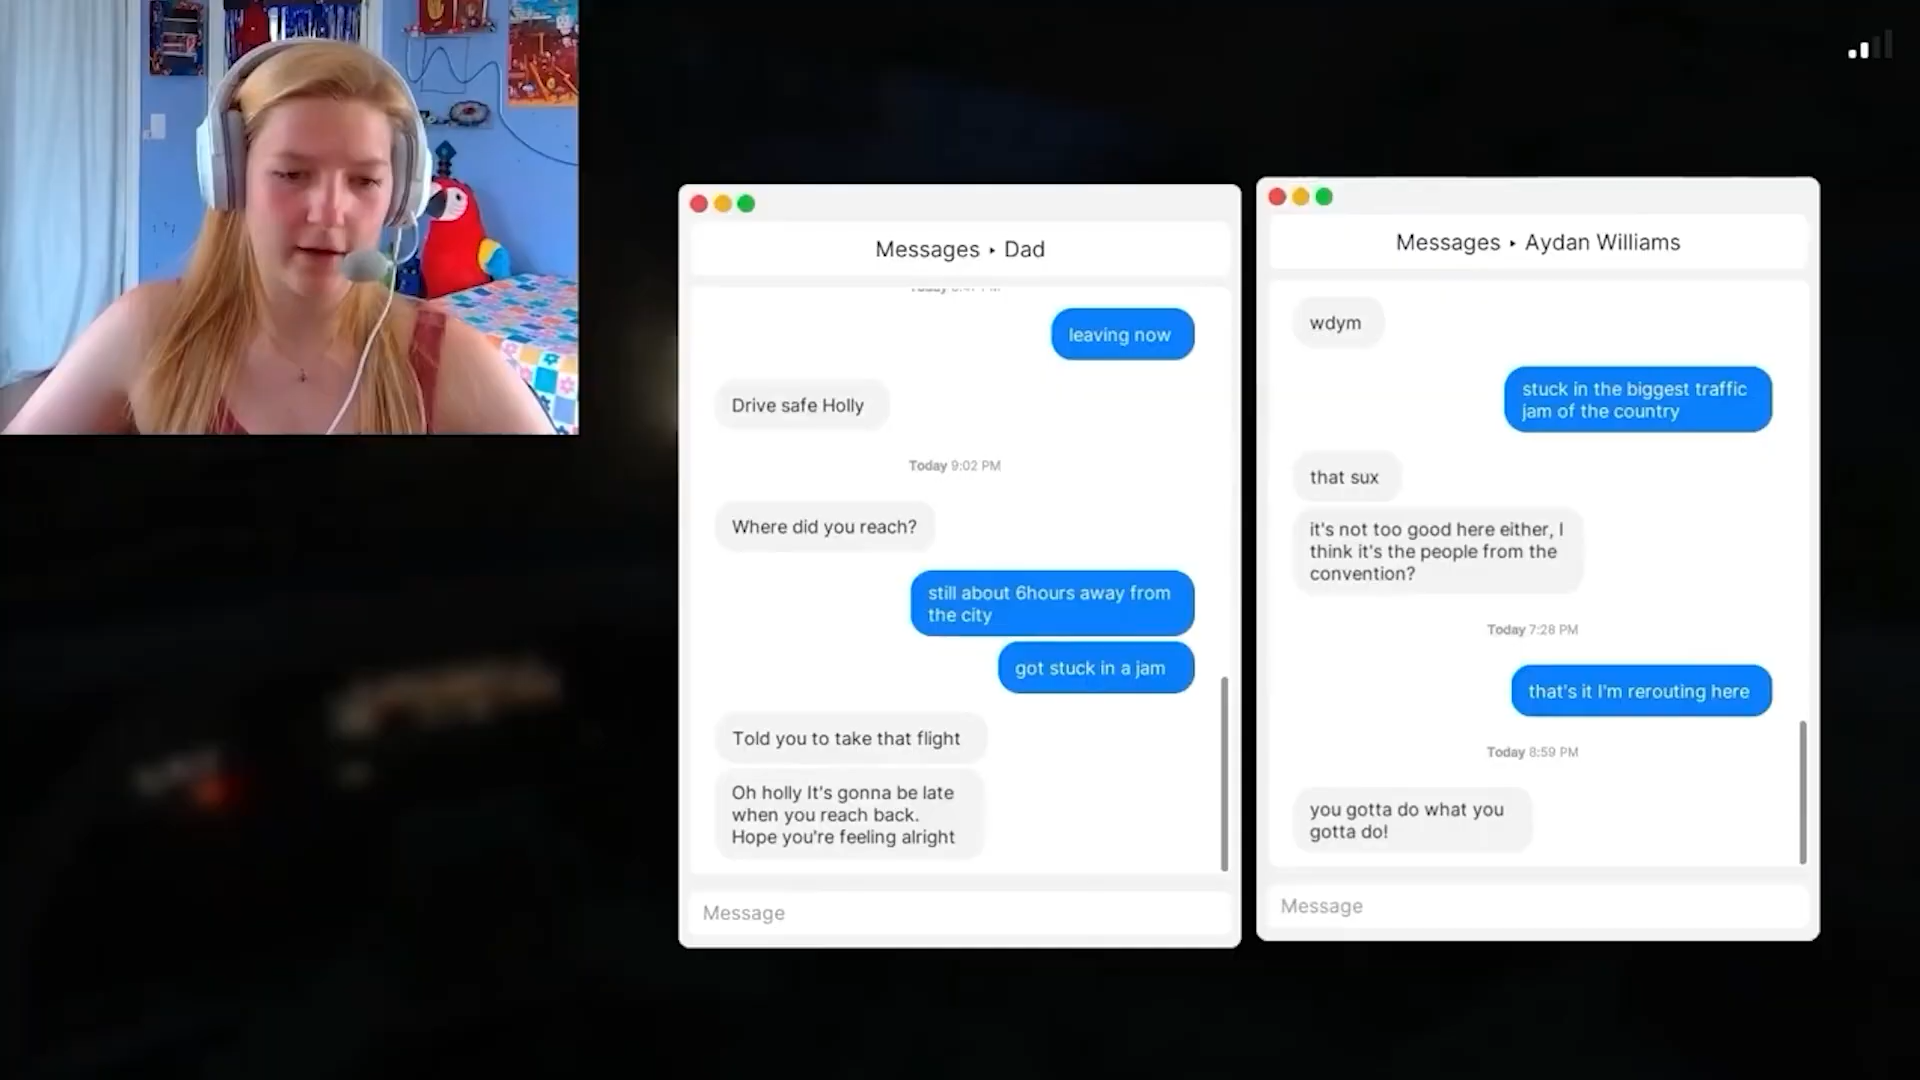 Messages ‣ Dad
leaving now
Drive safe Holly
Today 9:02 PM
Where did you reach?
still about 6hours away from
the city
got stuck in a jam
Told you to take that flight
Oh holly It's gonna be late
when you reach back.
Hope you're feeling alright
Message
Messages ‣ Aydan Williams
wdym
stuck in the biggest traffic
jam of the country
that sux
it's not too good here either, I
think it's the people from the
convention?
Today 7:28 PM
that's it I'm rerouting here
Today 8:59 PM
you gotta do what you
gotta do!
Message